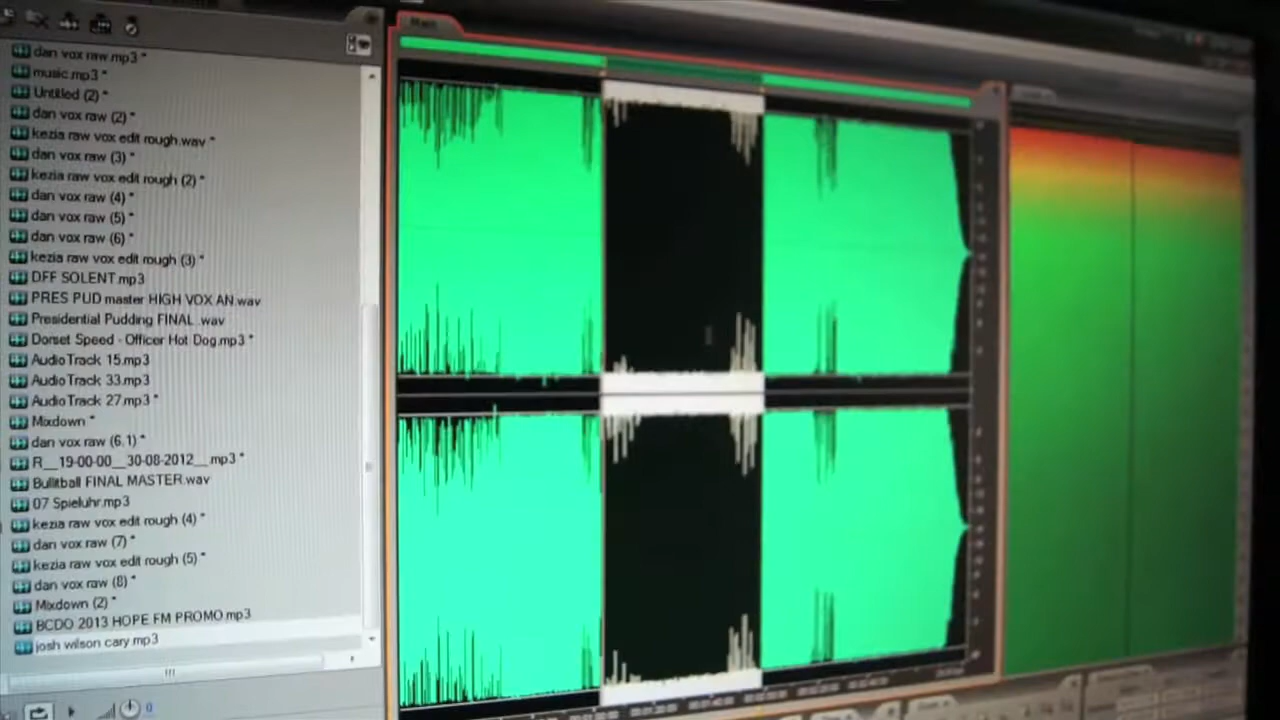 Main
dan vox raw.mp3 *
music.mp3 *
Untitled (2) *
dan vox raw (2) *
kezia raw vox edit rough.wav *
dan vox raw (3) *
kezia raw vox edit rough (2) *
dan vox raw (4) *
dan vox raw (5) *
dan vox raw (6) *
kezia raw vox edit rough (3) *
DFF SOLENT.mp3
PRES PUD master HIGH VOX AN.wav
Presidential Pudding FINAL .wav
Dorset Speed - Officer Hot Dog.mp3 *
AudioTrack 15.mp3
AudioTrack 33.mp3
AudioTrack 27.mp3 *
Mixdown *
dan vox raw (6,1) *
R__19-00-00__30-08-2012__.mp3 *
Bullitball FINAL MASTER.wav
07 Spieluhr.mp3
kezia raw vox edit rough (4) *
dan vox raw (7) *
kezia raw vox edit rough (5) *
dan vox raw (8) *
Mixdown (2) *
BCDO 2013 HOPE FM PROMO.mp3
josh wilson cary.mp3
0